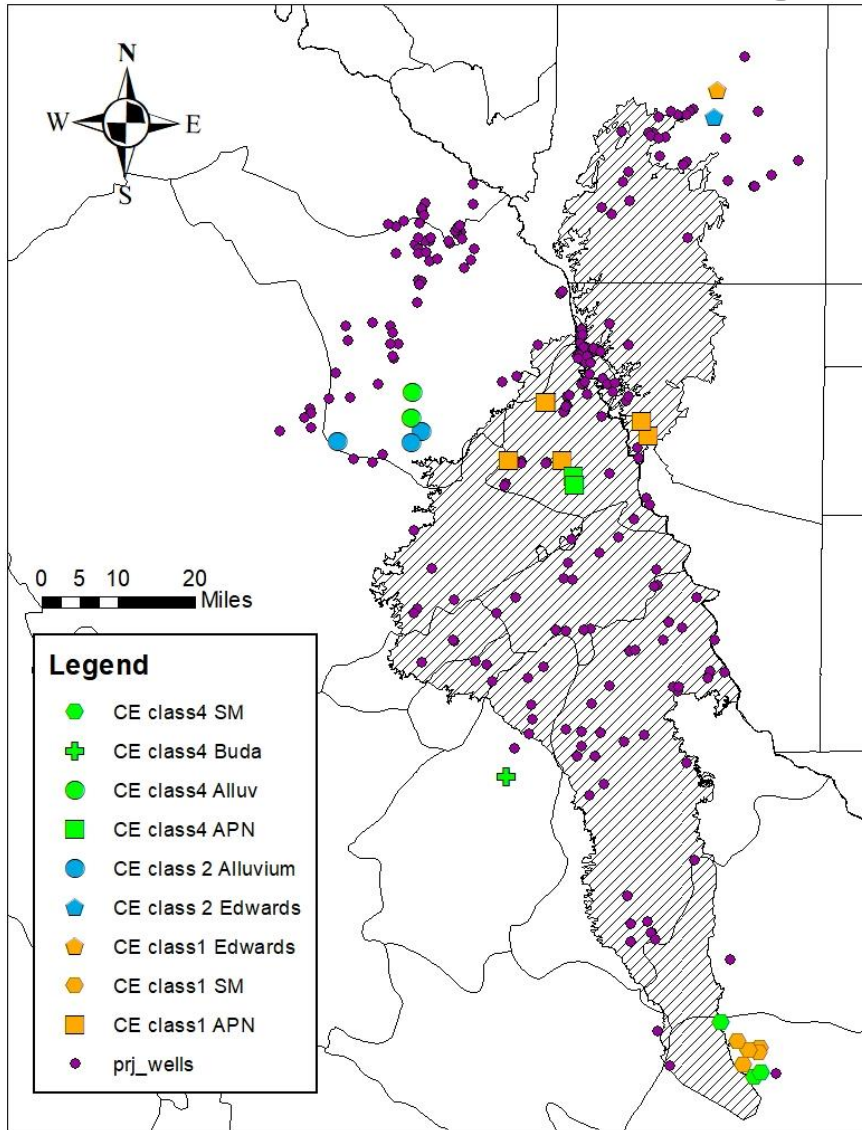 N
W E
S
0 5 10 20
Miles
Legend
CE class4 SM
CE class4 Buda
CE class4 Alluv
CE class4 APN
CE class 2 Alluvium
CE class 2 Edwards
CE class1 Edwards
CE class1 SM
CE class1 APN
prj_wells